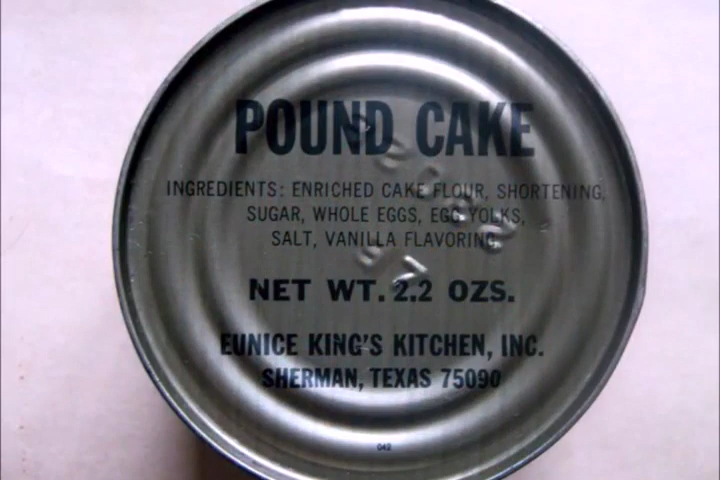 POUND CAKE
INGREDIENTS: ENRICHED CAKE FLOUR, SHORTENING,
SUGAR, WHOLE EGGS, EGG YOLKS,
SALT, VANILLA FLAVORING
NET WT. 2.2 OZS.
EUNICE KING'S KITCHEN, INC.
SHERMAN, TEXAS 75090
042